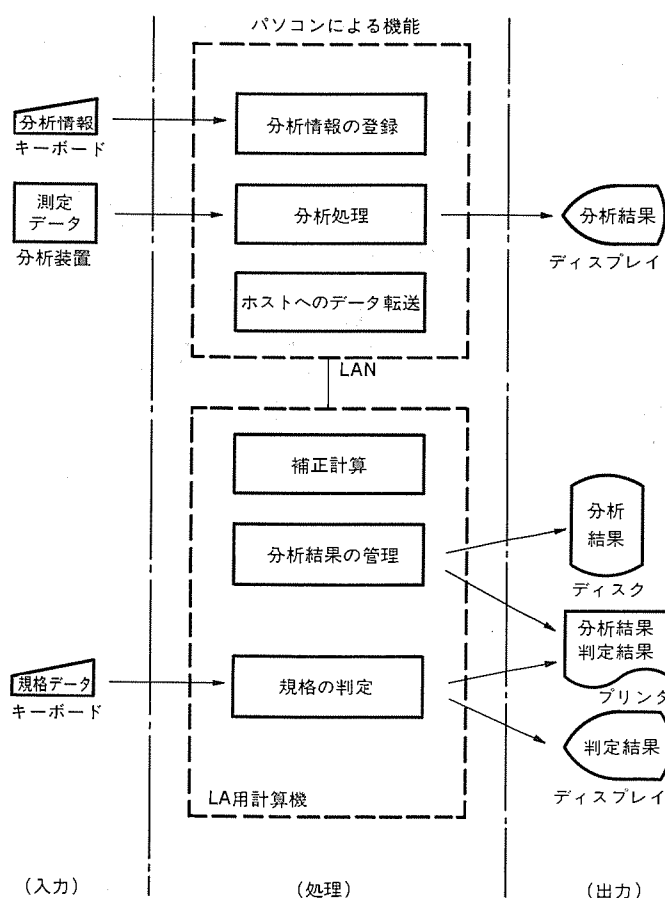 パソコンによる機能
分析情報
キーボード
分析情報の登録
測定
データ
分析装置
分析処理
分析結果
ディスプレイ
ホストへのデータ転送
LAN
補正計算
分析結果の管理
分析
結果
ディスク
分析結果
判定結果
プリンタ
規格データ
キーボード
規格の判定
判定結果
ディスプレイ
LA用計算機
(入力)
(処理)
(出力)